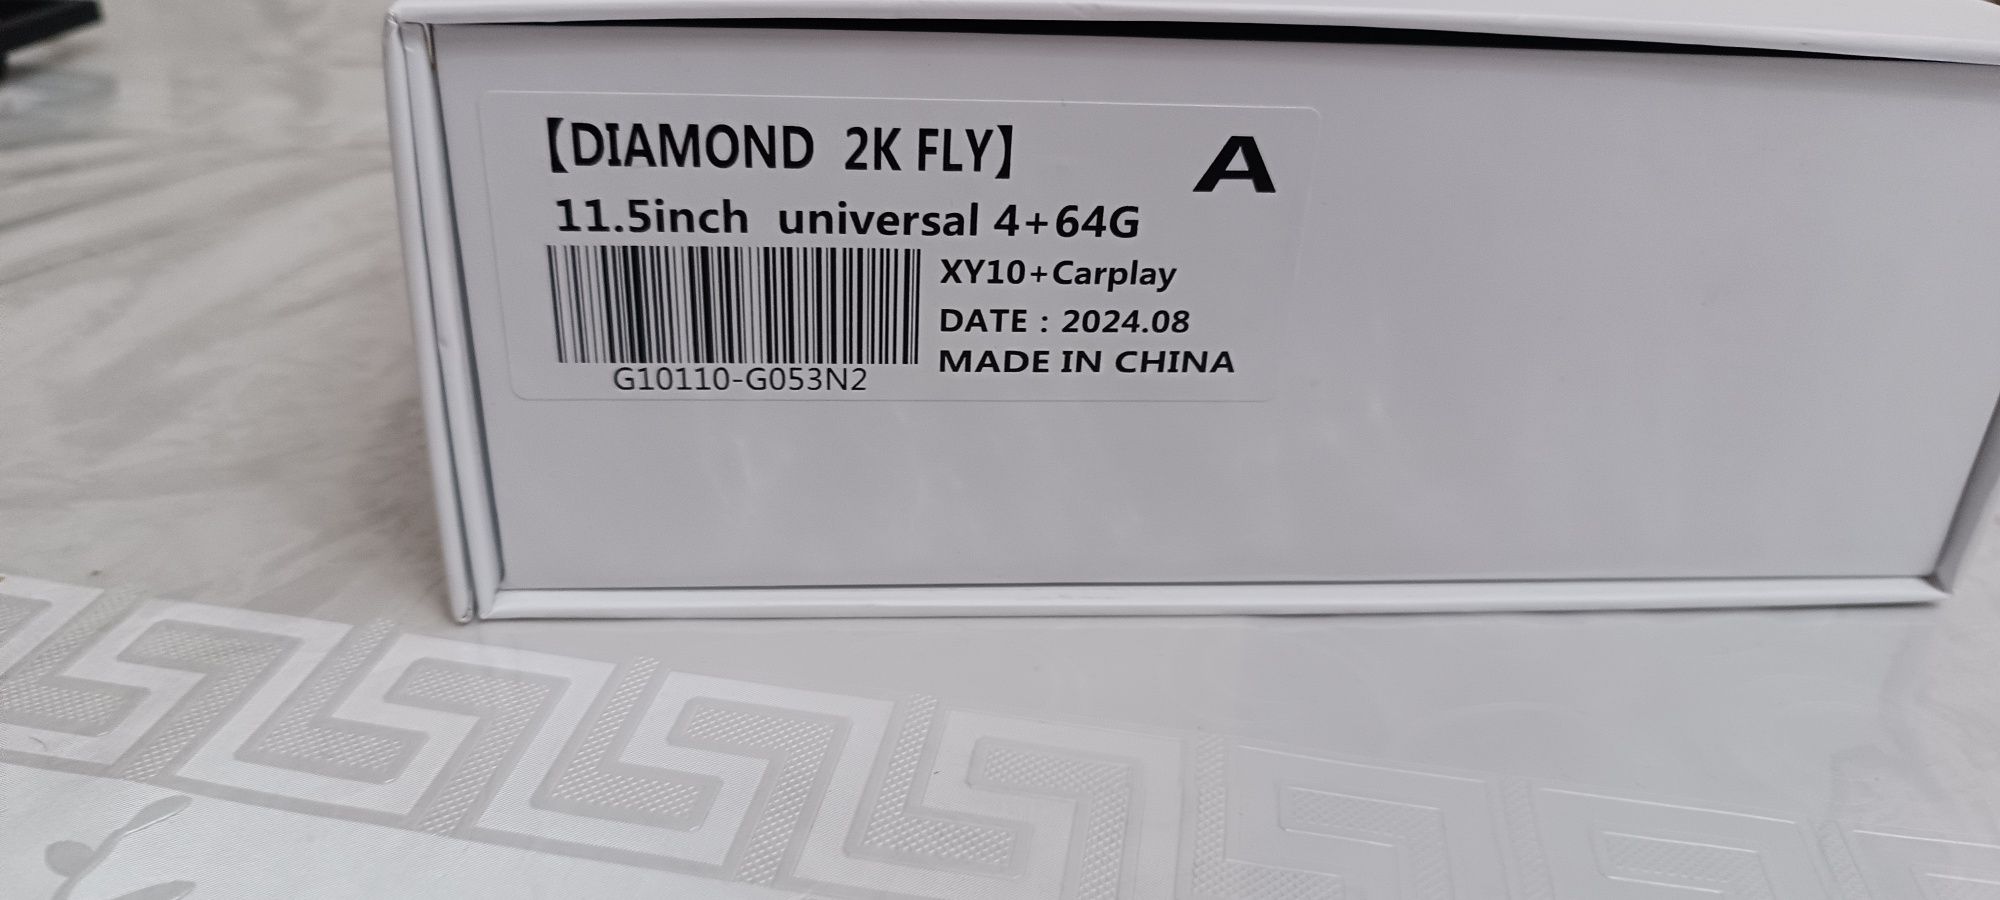 【DIAMOND 2K FLY】
A
11.5inch universal 4+64G
XY10+Carplay
DATE : 2024.08
MADE IN CHINA
G10110-G053N2